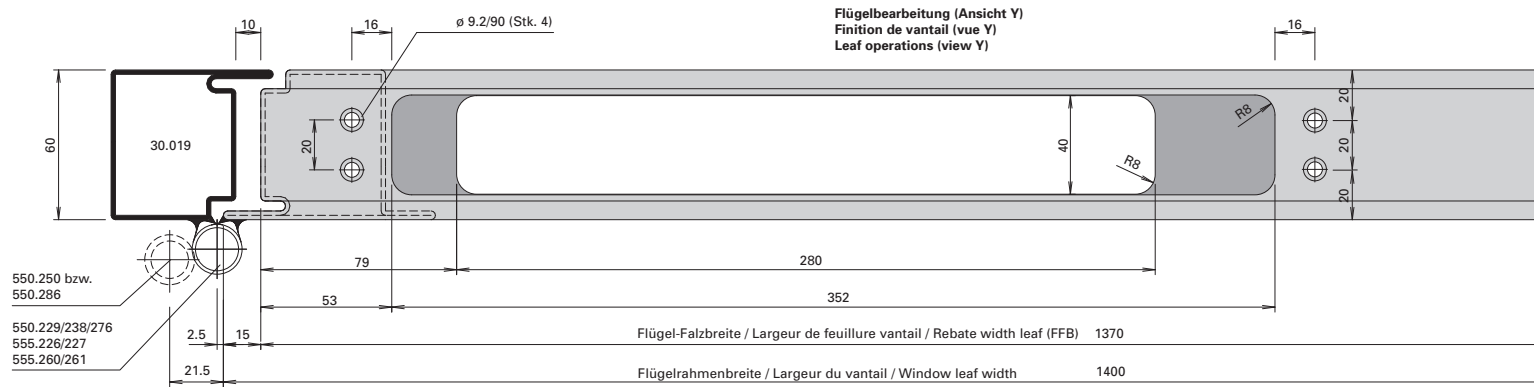 Flügelbearbeitung (Ansicht Y)
Finition de vantail (vue Y)
Leaf operations (view Y)
10
16
ø 9.2/90 (Stk. 4)
16
60
30.019
20
40
R8
R8
20
20
20
79
280
53
352
550.250 bzw.
550.286
550.229/238/276
555.226/227
555.260/261
2.5
15
Flügel-Falzbreite / Largeur de feuillure vantail / Rebate width leaf (FFB) 1370
21.5
Flügelrahmenbreite / Largeur du vantail / Window leaf width 1400